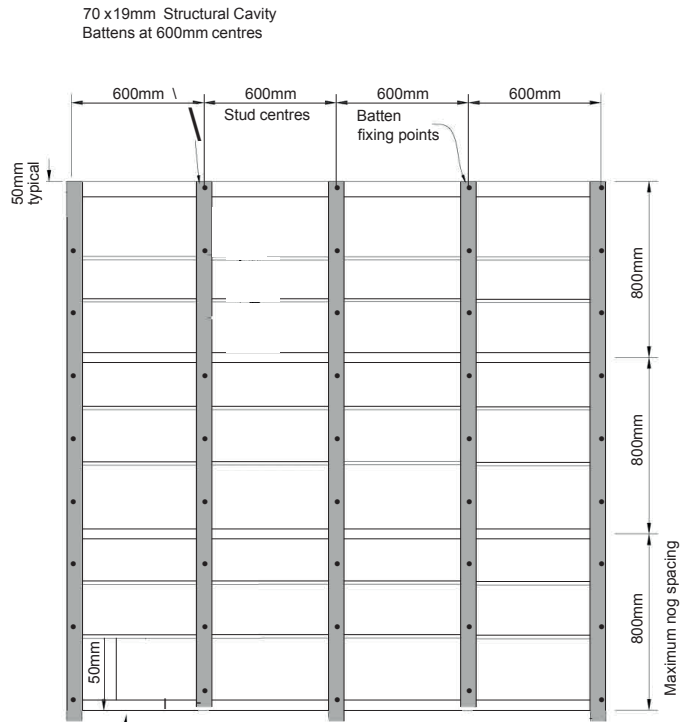 70 x19mm Structural Cavity
Battens at 600mm centres
600mm \ 600mm 600mm 600mm
Stud centres
Batten
fixing points
50mm
typical
800mm
800mm
800mm
Maximum nog spacing
50mm